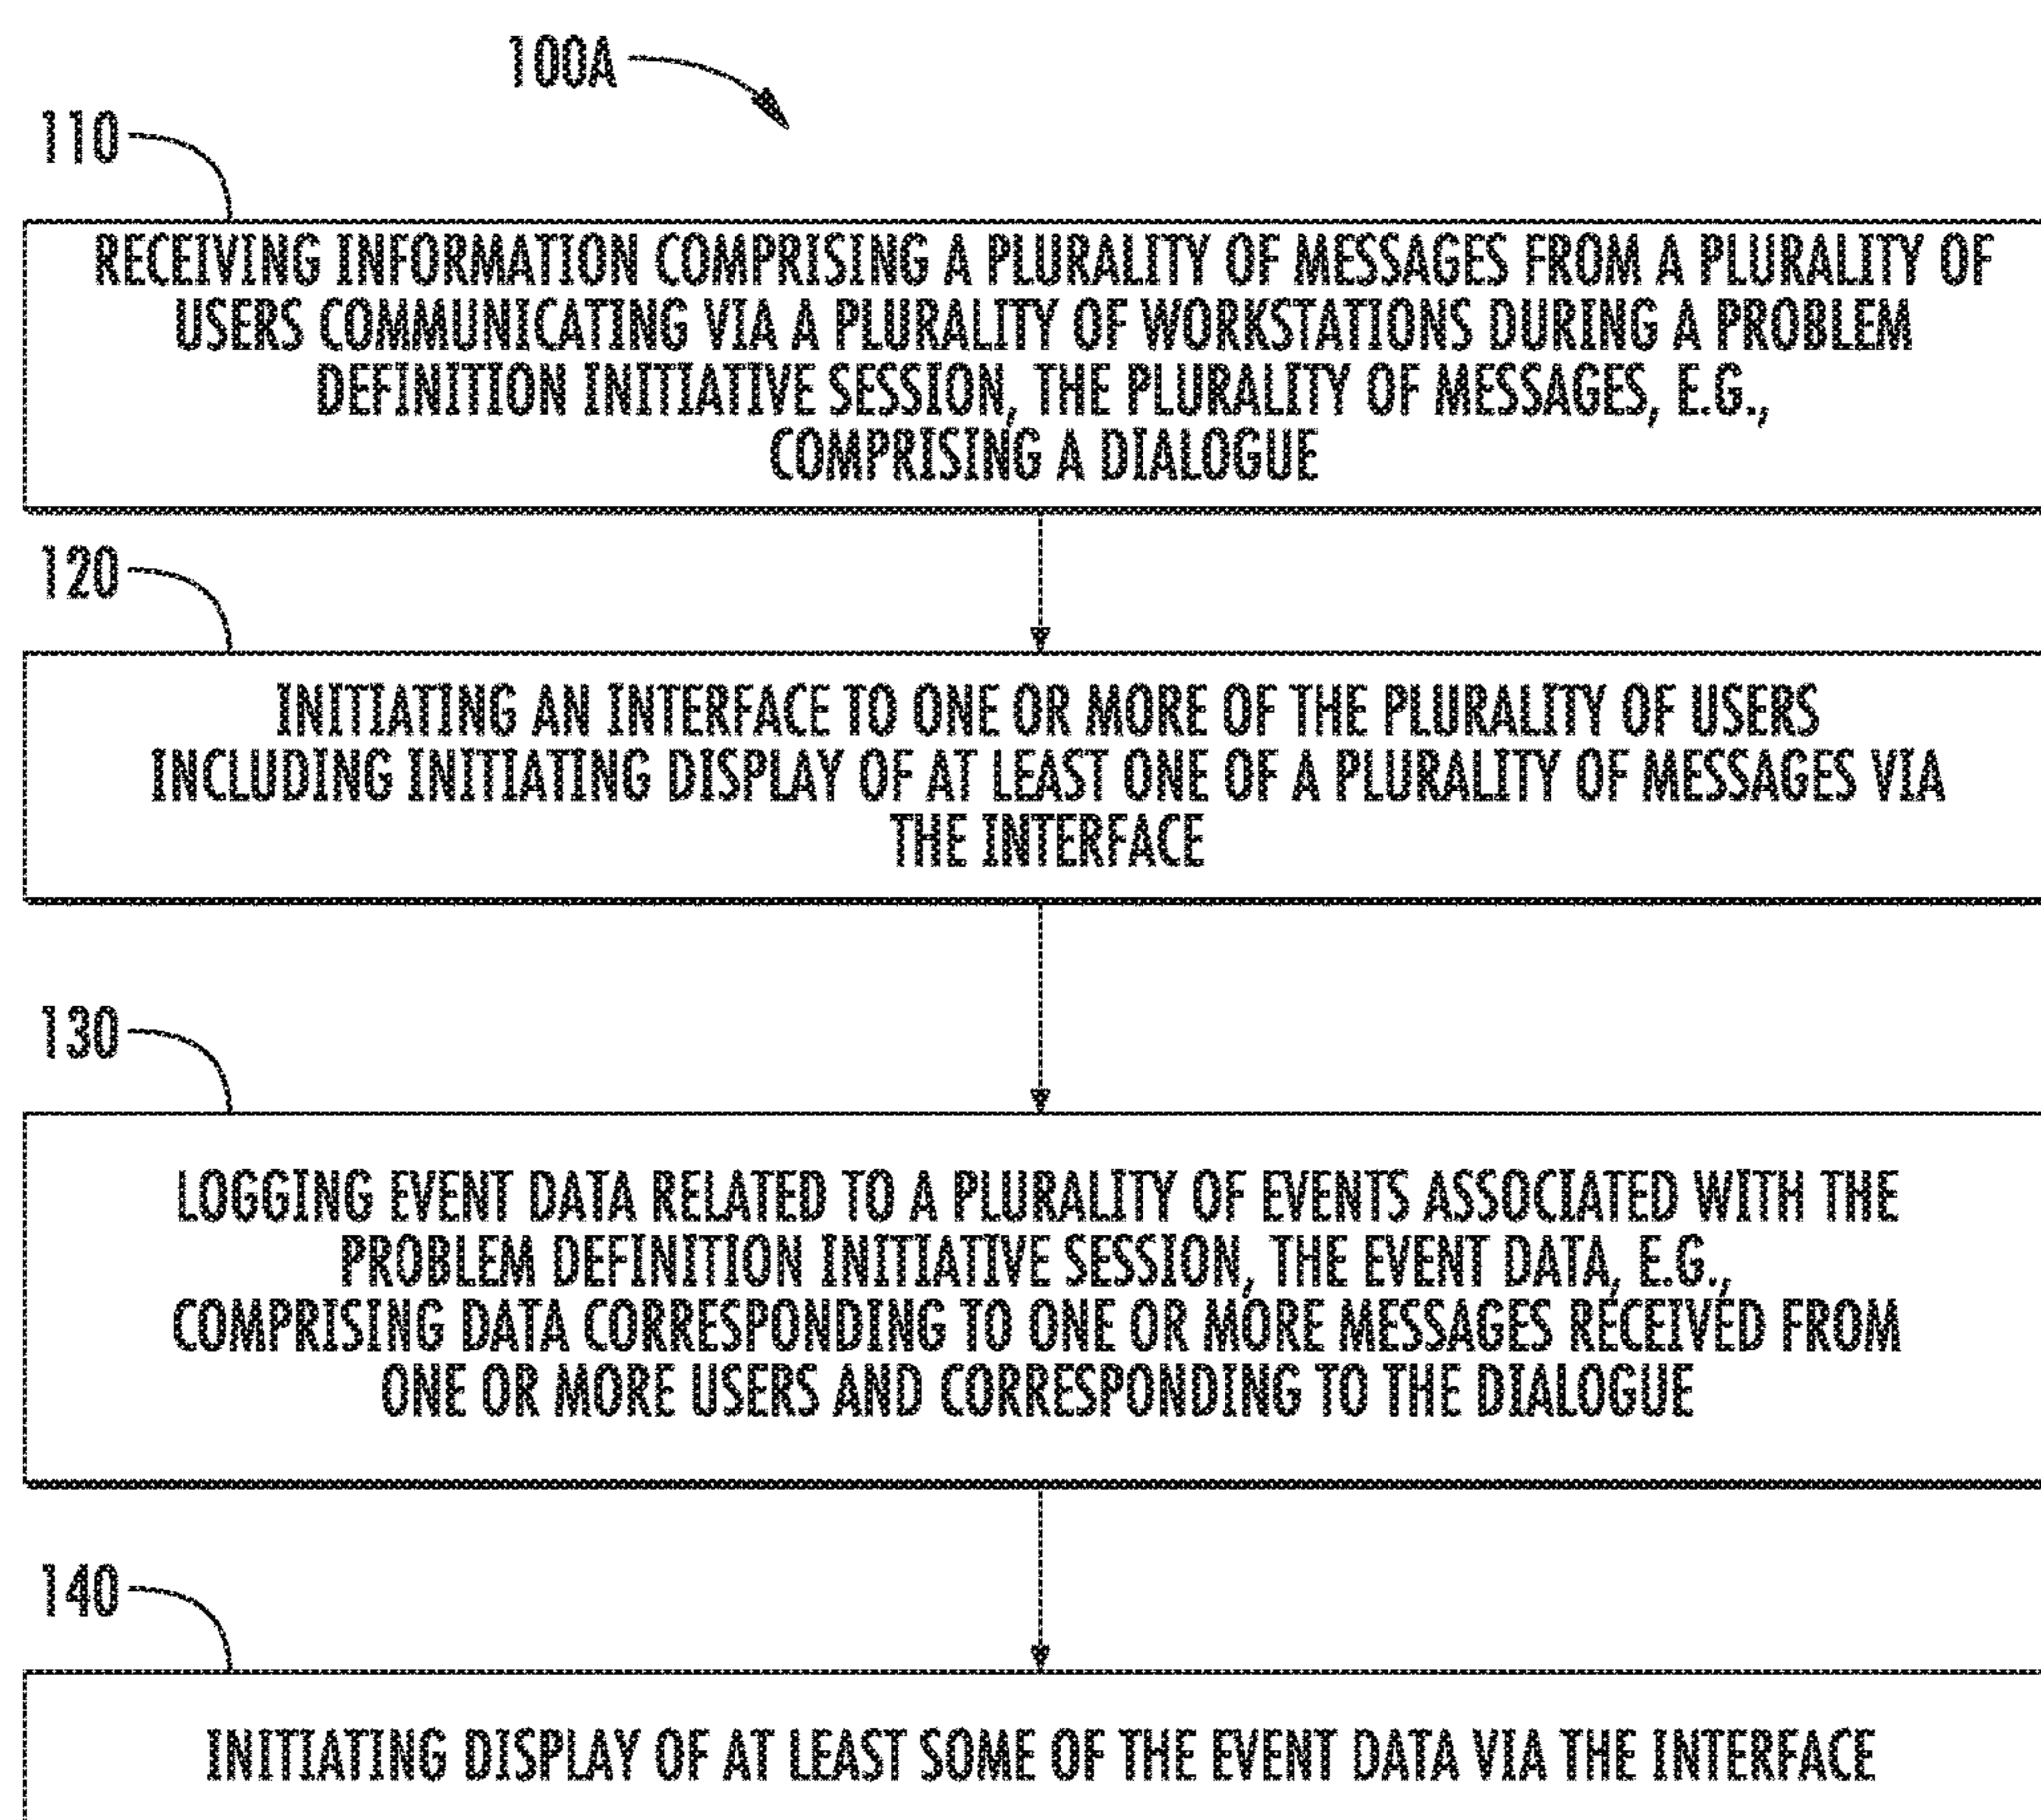 100A
110
RECEIVING INFORMATION COMPRISING A PLURALITY OF MESSAGES FROM A PLURALITY OF
USERS COMMUNICATING VIA A PLURALITY OF WORKSTATIONS DURING A PROBLEM
DEFINITION INITIATIVE SESSION, THE PLURALITY OF MESSAGES, E.G.,
COMPRISING A DIALOGUE
120
INITIATING AN INTERFACE TO ONE OR MORE OF THE PLURALITY OF USERS
INCLUDING INITIATING DISPLAY OF AT LEAST ONE OF A PLURALITY OF MESSAGES VIA
THE INTERFACE
130
LOGGING EVENT DATA RELATED TO A PLURALITY OF EVENTS ASSOCIATED WITH THE
PROBLEM DEFINITION INITIATIVE SESSION, THE EVENT DATA, E.G.,
COMPRISING DATA CORRESPONDING TO ONE OR MORE MESSAGES RECEIVED FROM
ONE OR MORE USERS AND CORRESPONDING TO THE DIALOGUE
140
INITIATING DISPLAY OF AT LEAST SOME OF THE EVENT DATA VIA THE INTERFACE